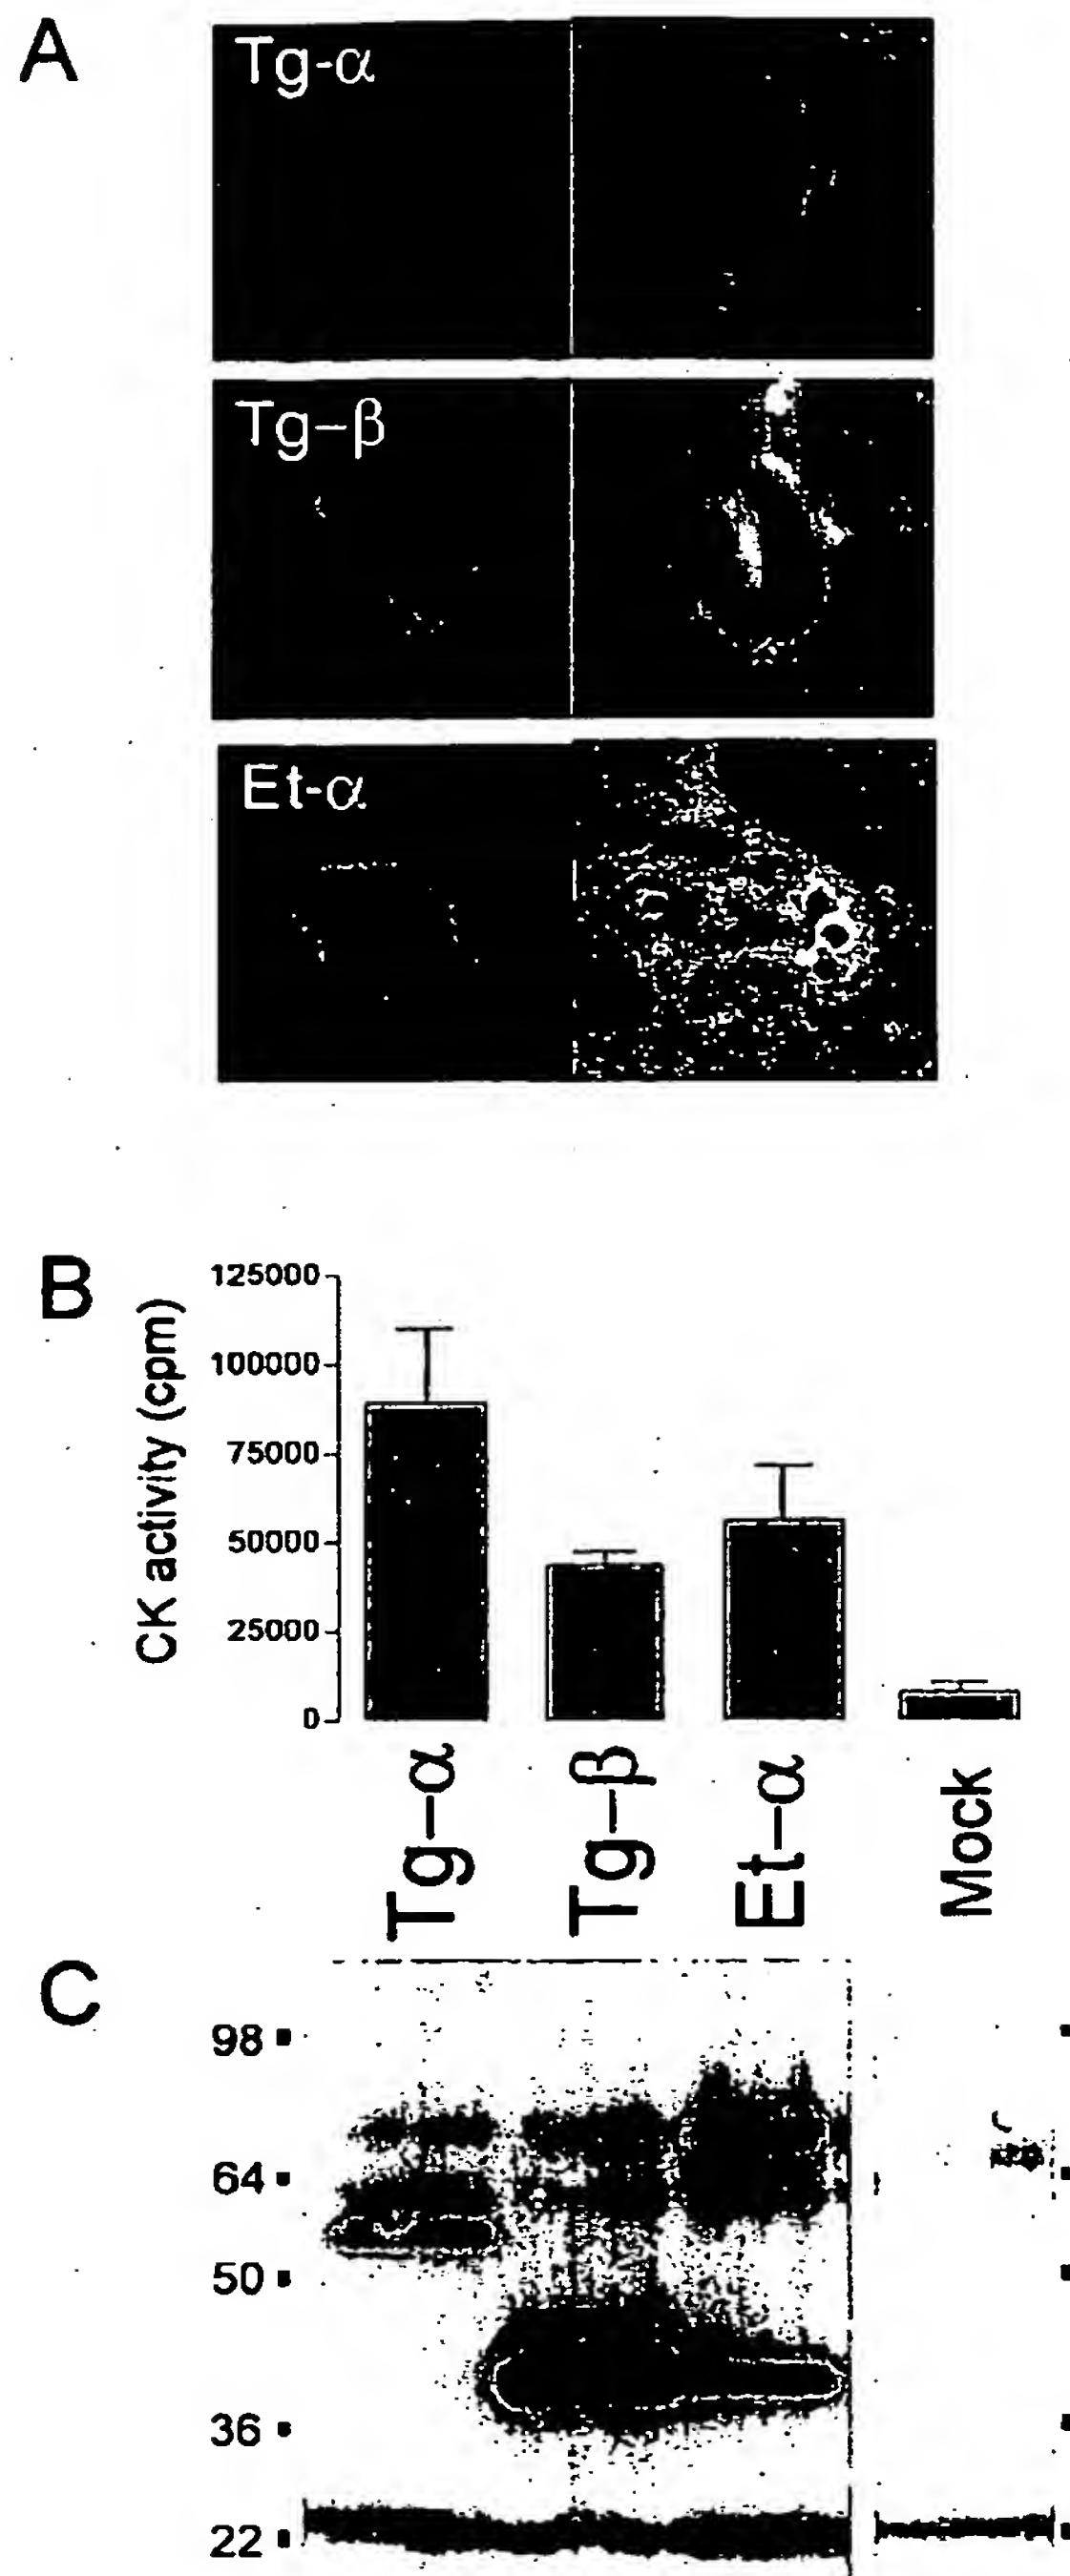 A
Tg-α
Tg-β
Et-α
B
CK activity (cpm)
125000
100000
75000
50000
25000
0
Tg-α
Tg-β
Et-α
Mock
C
98
64
50
36
22